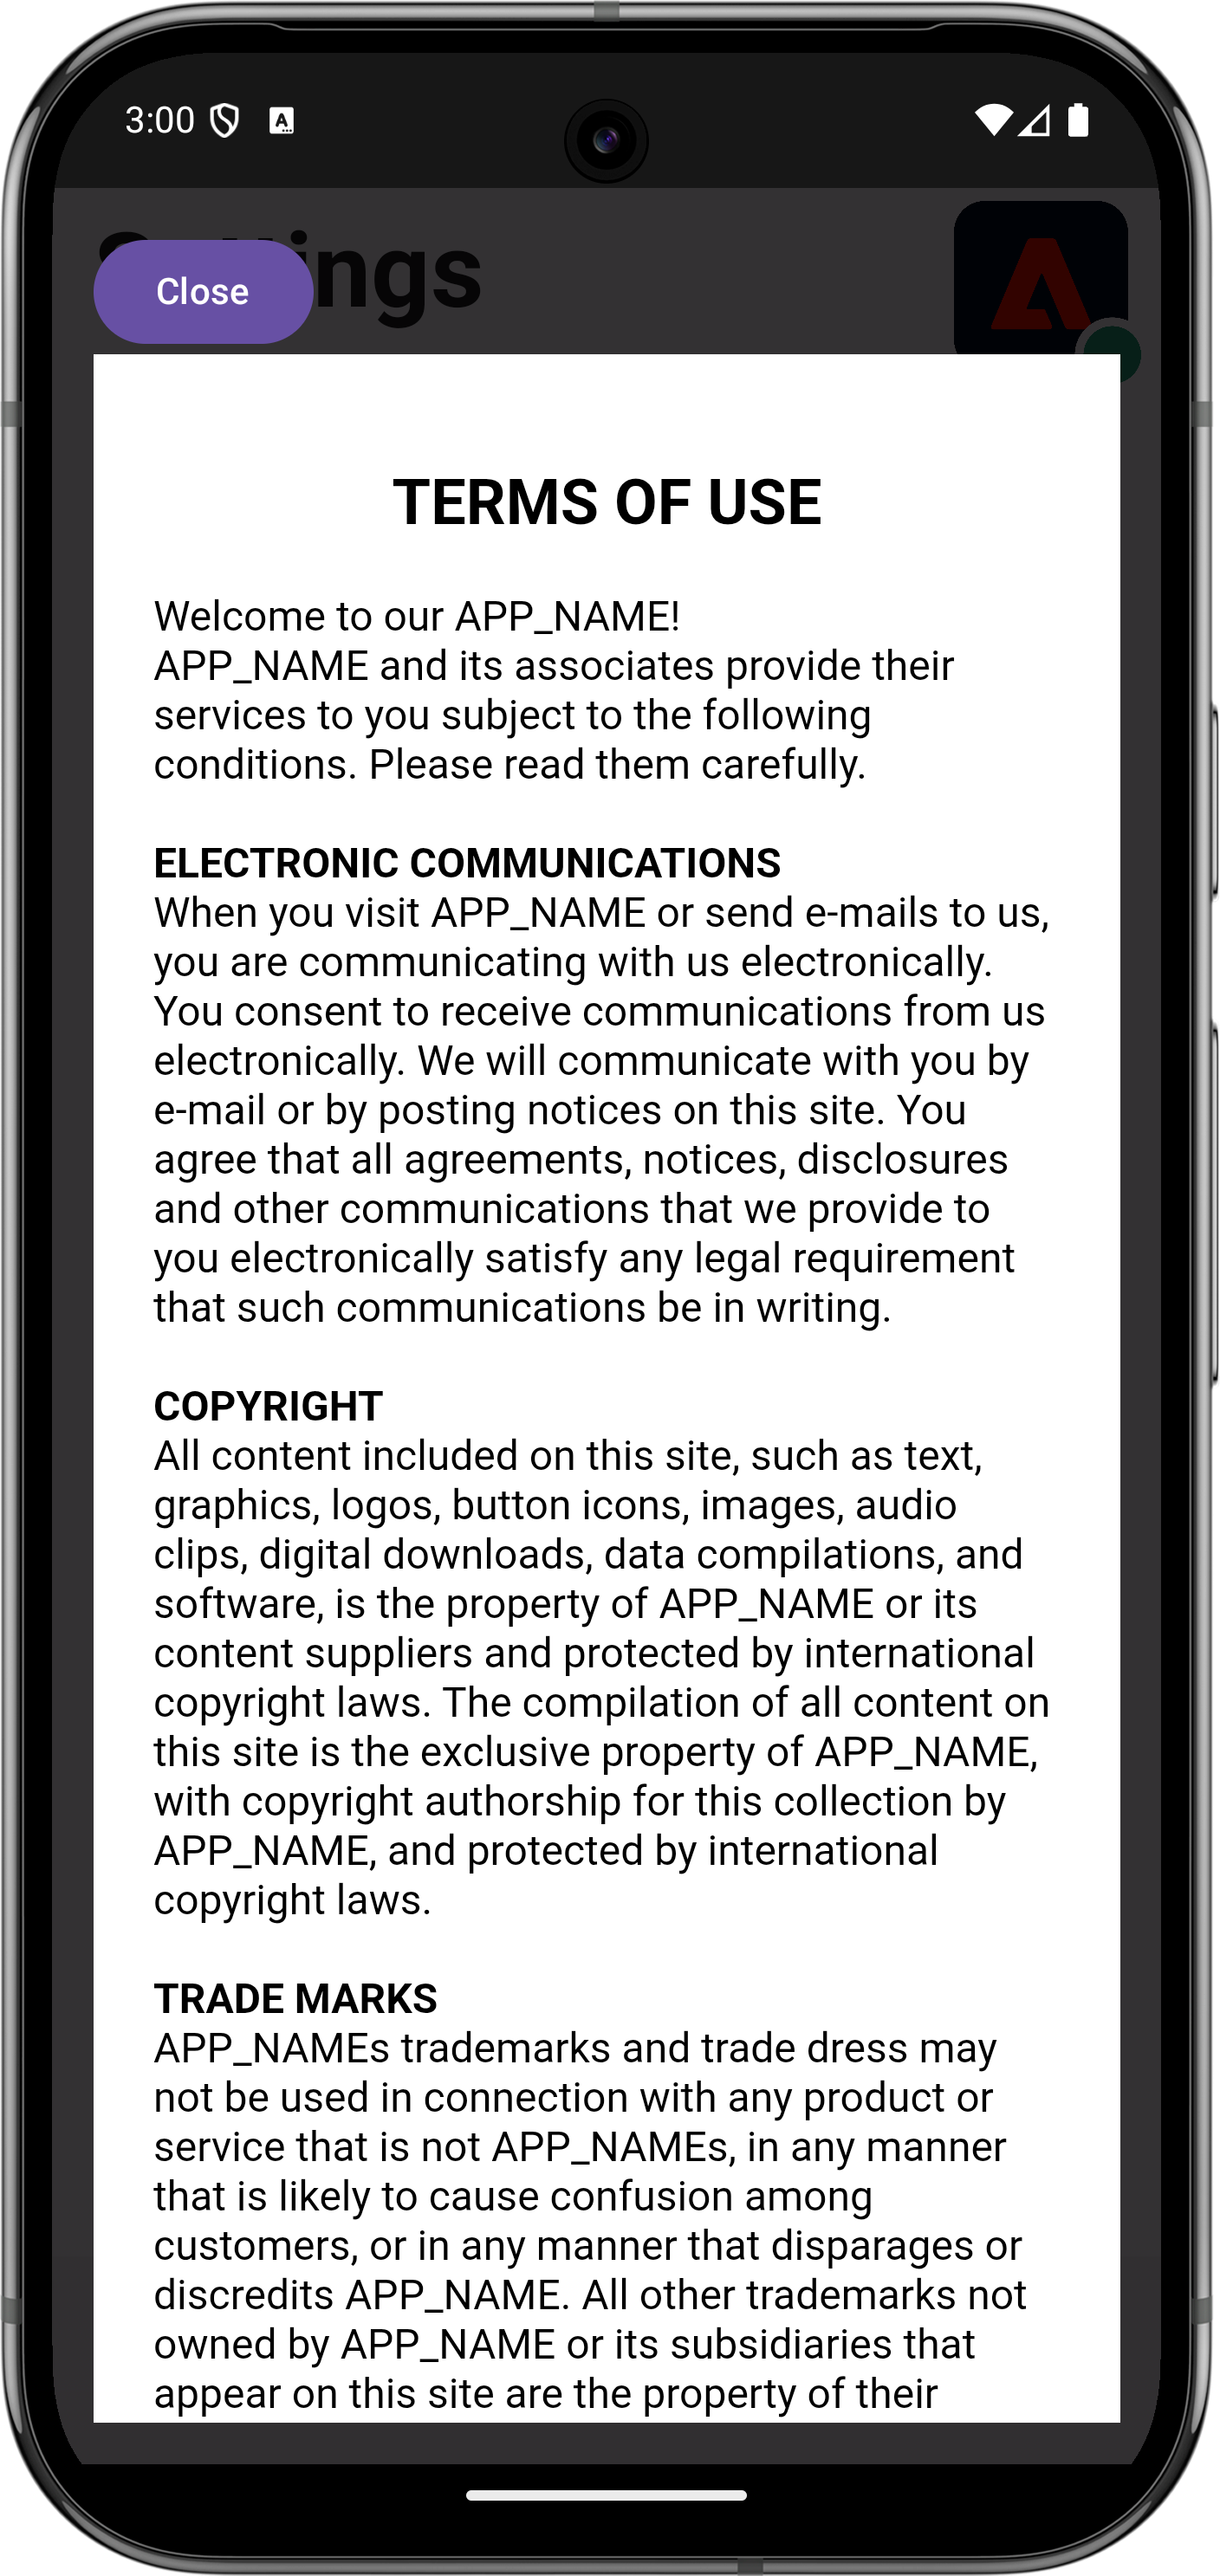 3:00
Settings
Close
TERMS OF USE
Welcome to our APP_NAME!
APP_NAME and its associates provide their
services to you subject to the following
conditions. Please read them carefully.
ELECTRONIC COMMUNICATIONS
When you visit APP_NAME or send e-mails to us,
you are communicating with us electronically.
You consent to receive communications from us
electronically. We will communicate with you by
e-mail or by posting notices on this site. You
agree that all agreements, notices, disclosures
and other communications that we provide to
you electronically satisfy any legal requirement
that such communications be in writing.
COPYRIGHT
All content included on this site, such as text,
graphics, logos, button icons, images, audio
clips, digital downloads, data compilations, and
software, is the property of APP_NAME or its
content suppliers and protected by international
copyright laws. The compilation of all content on
this site is the exclusive property of APP_NAME,
with copyright authorship for this collection by
APP_NAME, and protected by international
copyright laws.
TRADE MARKS
APP_NAMEs trademarks and trade dress may
not be used in connection with any product or
service that is not APP_NAMEs, in any manner
that is likely to cause confusion among
customers, or in any manner that disparages or
discredits APP_NAME. All other trademarks not
owned by APP_NAME or its subsidiaries that
appear on this site are the property of their